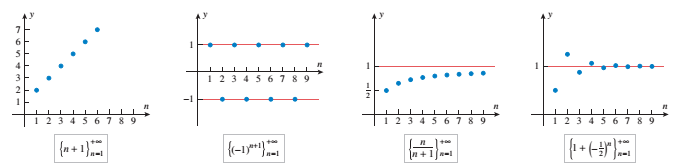 y
7
6
5
4
3
2
1
n
1 2 3 4 5 6 7 8 9
{n + 1}_{n=1}^{+∞}
y
1
n
1 2 3 4 5 6 7 8 9
−1
{(−1)^{n+1}}_{n=1}^{+∞}
y
1
1/2
n
1 2 3 4 5 6 7 8 9
{n/(n + 1)}_{n=1}^{+∞}
y
1
n
1 2 3 4 5 6 7 8 9
{1 + (−1/2)^n}_{n=1}^{+∞}